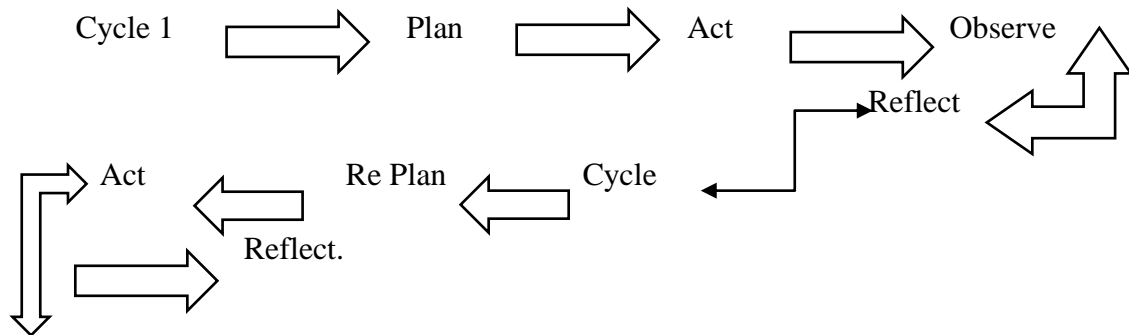 Cycle 1 Plan Act Observe
Reflect
Act Re Plan Cycle
Reflect.